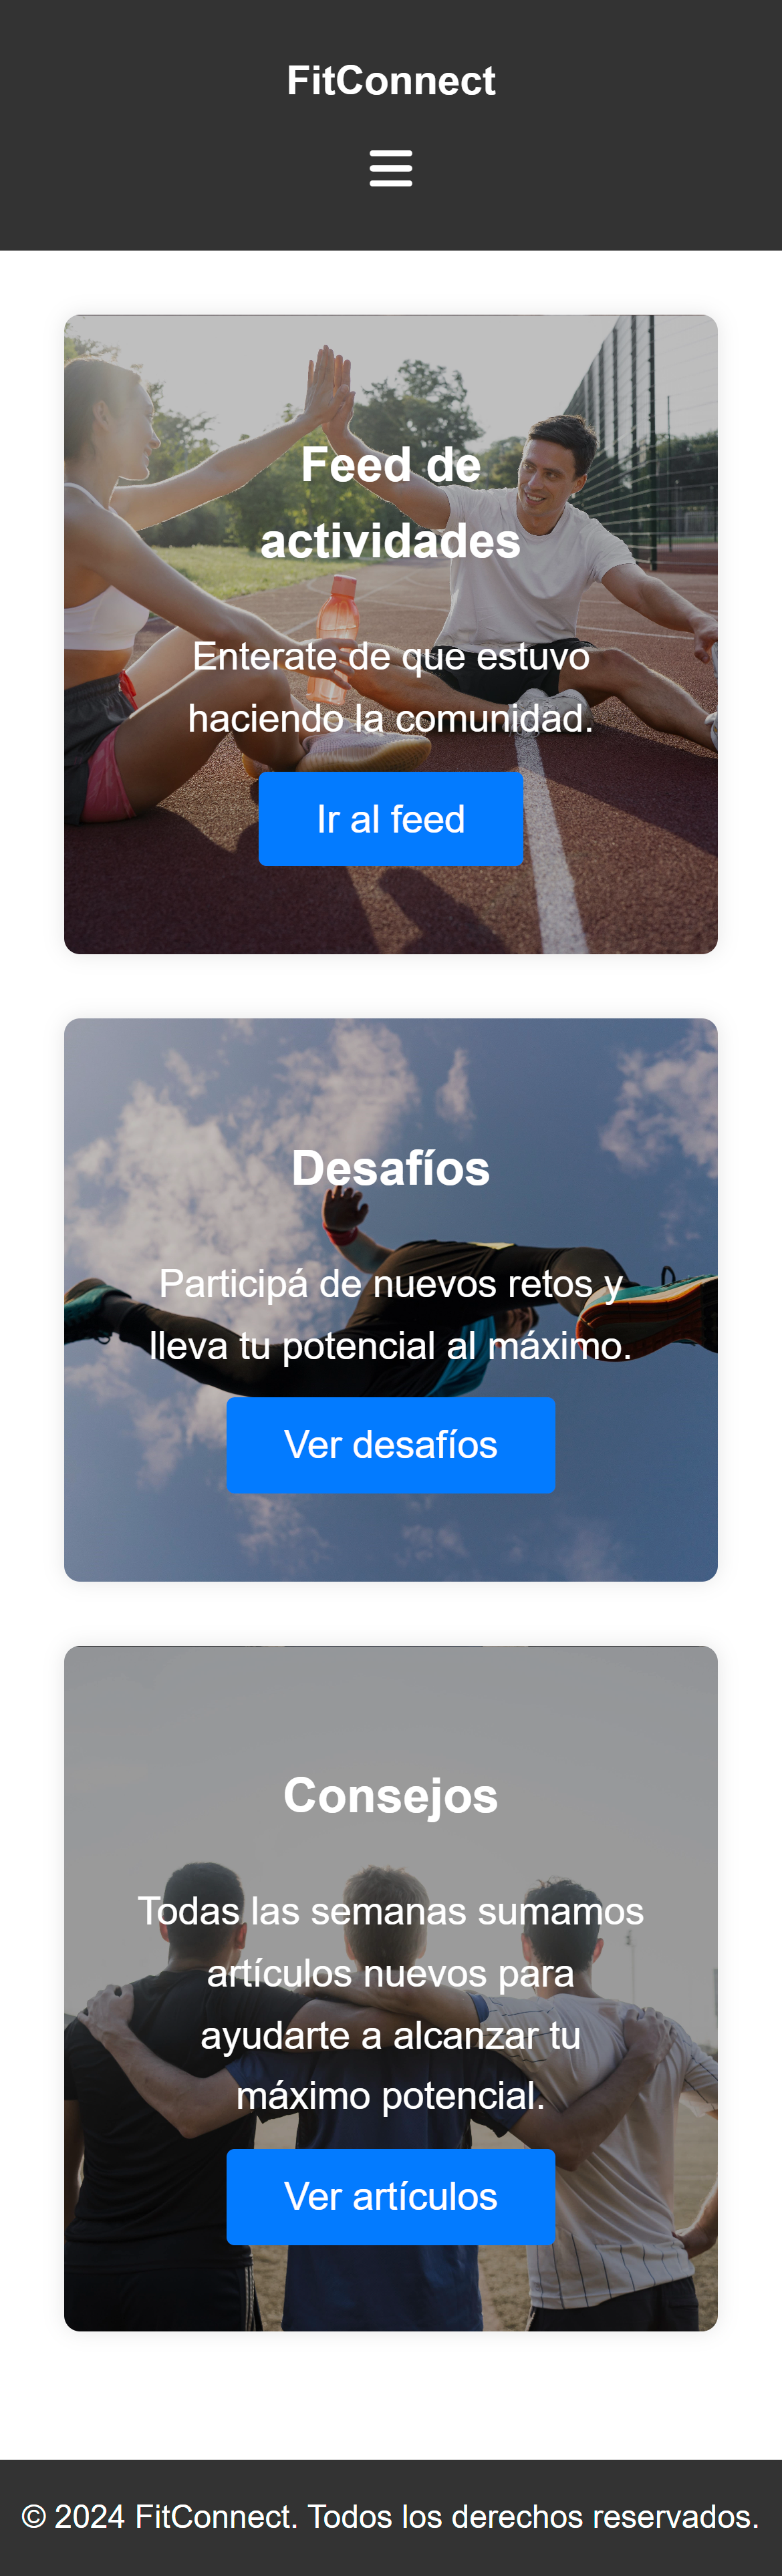 FitConnect
Feed de
actividades
Enterate de que estuvo
haciendo la comunidad.
Ir al feed
Desafíos
Participá de nuevos retos y
lleva tu potencial al máximo.
Ver desafíos
Consejos
Todas las semanas sumamos
artículos nuevos para
ayudarte a alcanzar tu
máximo potencial.
Ver artículos
© 2024 FitConnect. Todos los derechos reservados.